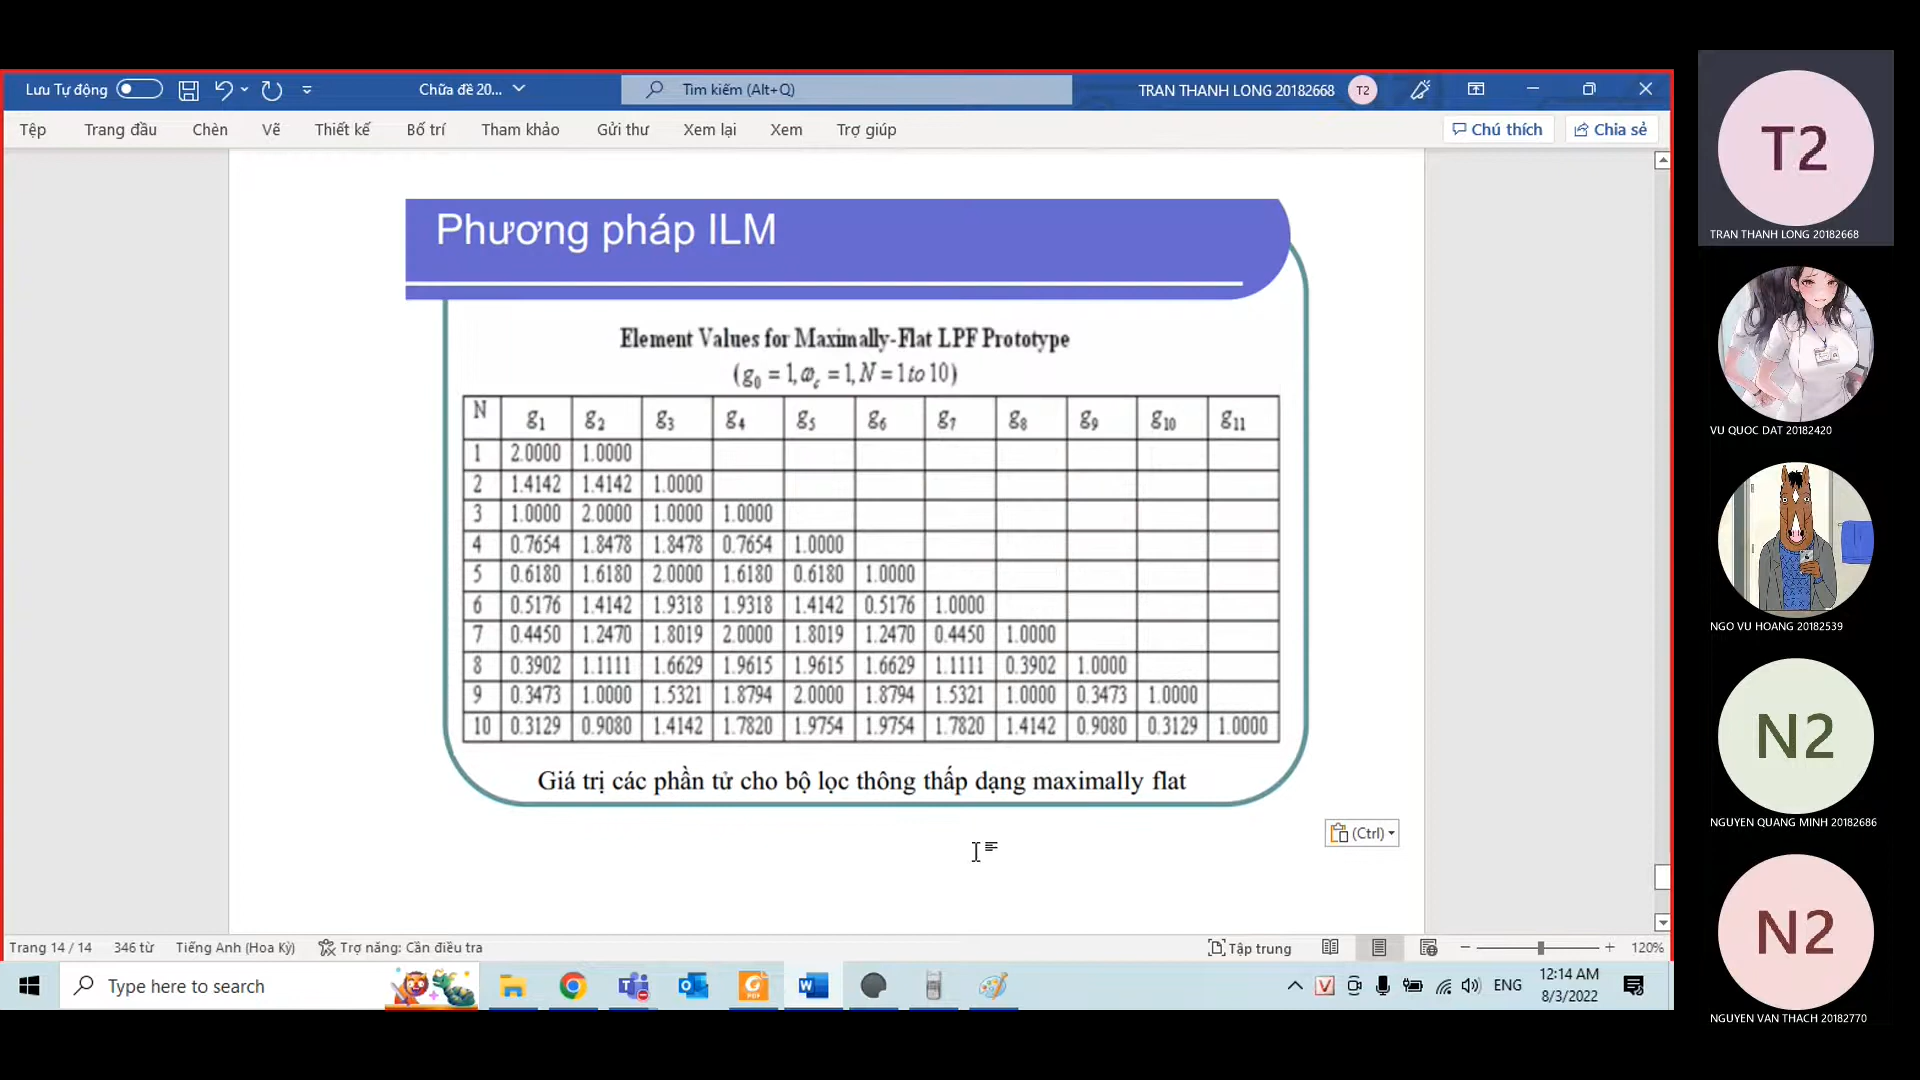 Lưu Tự động
Chữa đề 20...
Tìm kiếm (Alt+Q)
TRAN THANH LONG 20182668
T2
Tệp Trang đầu Chèn Vẽ Thiết kế Bố trí Tham khảo Gửi thư Xem lại Xem Trợ giúp
Chú thích
Chia sẻ
Phương pháp ILM
Element Values for Maximally-Flat LPF Prototype
(g₀ = 1, ω꜀ = 1, N = 1 to 10)
N g₁ g₂ g₃ g₄ g₅ g₆ g₇ g₈ g₉ g₁₀ g₁₁
1 2.0000 1.0000
2 1.4142 1.4142 1.0000
3 1.0000 2.0000 1.0000 1.0000
4 0.7654 1.8478 1.8478 0.7654 1.0000
5 0.6180 1.6180 2.0000 1.6180 0.6180 1.0000
6 0.5176 1.4142 1.9318 1.9318 1.4142 0.5176 1.0000
7 0.4450 1.2470 1.8019 2.0000 1.8019 1.2470 0.4450 1.0000
8 0.3902 1.1111 1.6629 1.9615 1.9615 1.6629 1.1111 0.3902 1.0000
9 0.3473 1.0000 1.5321 1.8794 2.0000 1.8794 1.5321 1.0000 0.3473 1.0000
10 0.3129 0.9080 1.4142 1.7820 1.9754 1.9754 1.7820 1.4142 0.9080 0.3129 1.0000
Giá trị các phần tử cho bộ lọc thông thấp dạng maximally flat
(Ctrl)
Trang 14 / 14 346 từ Tiếng Anh (Hoa Kỳ) Trợ năng: Cần điều tra
Tập trung
120%
Type here to search
ENG
12:14 AM
8/3/2022
T2
TRAN THANH LONG 20182668
VU QUOC DAT 20182420
NGO VU HOANG 20182539
N2
NGUYEN QUANG MINH 20182686
N2
NGUYEN VAN THACH 20182770